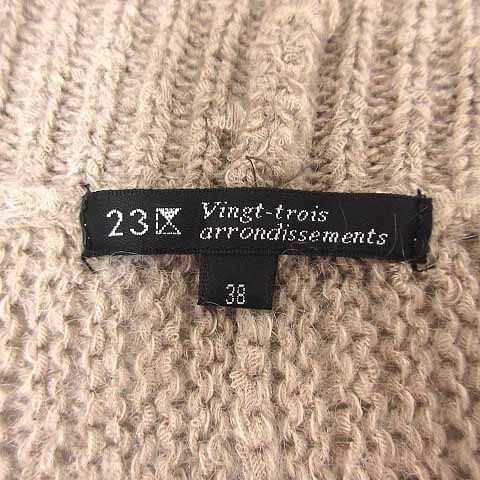 23区
Vingt-trois
arrondissements
38